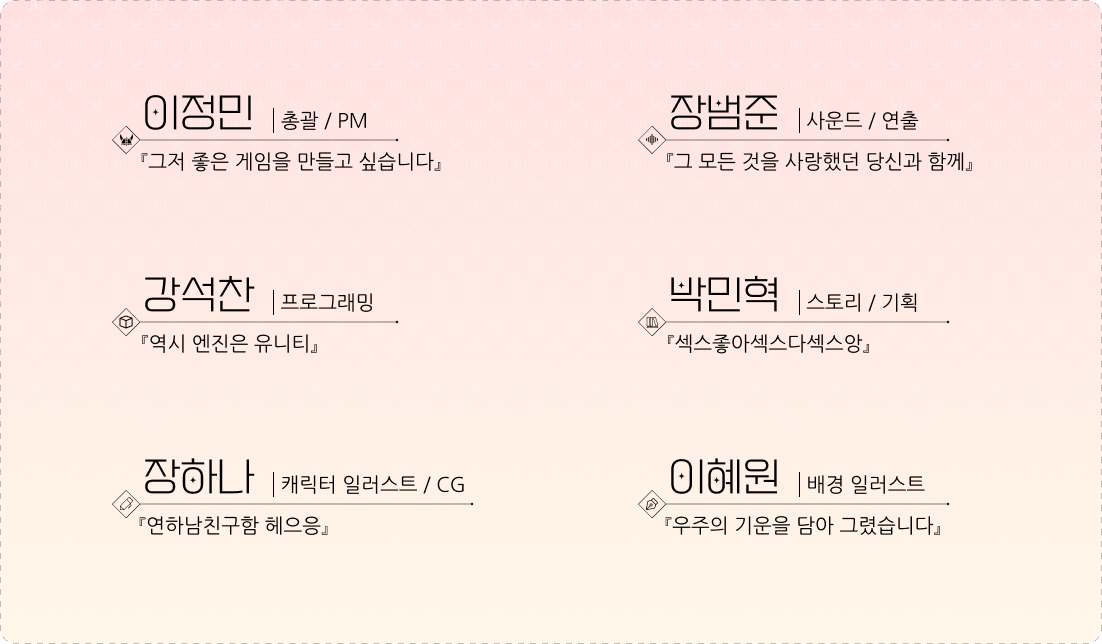 이정민 | 총괄 / PM
『그저 좋은 게임을 만들고 싶습니다』
장범준 | 사운드 / 연출
『그 모든 것을 사랑했던 당신과 함께』
강석찬 | 프로그래밍
『역시 엔진은 유니티』
박민혁 | 스토리 / 기획
『섹스좋아섹스다섹스앙』
장하나 | 캐릭터 일러스트 / CG
『연하남친구함 헤으응』
이혜원 | 배경 일러스트
『우주의 기운을 담아 그렸습니다』